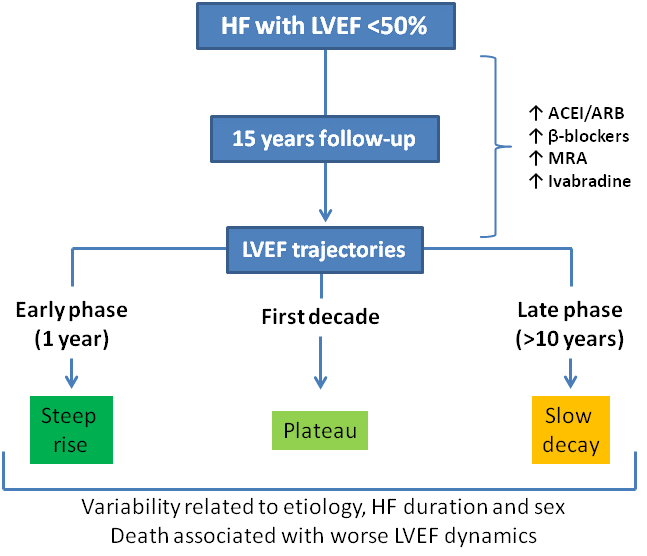 HF with LVEF <50%
↑ ACEI/ARB
↑ β-blockers
↑ MRA
↑ Ivabradine
15 years follow-up
LVEF trajectories
Early phase
(1 year)
First decade
Late phase
(>10 years)
Steep
rise
Plateau
Slow
decay
Variability related to etiology, HF duration and sex
Death associated with worse LVEF dynamics